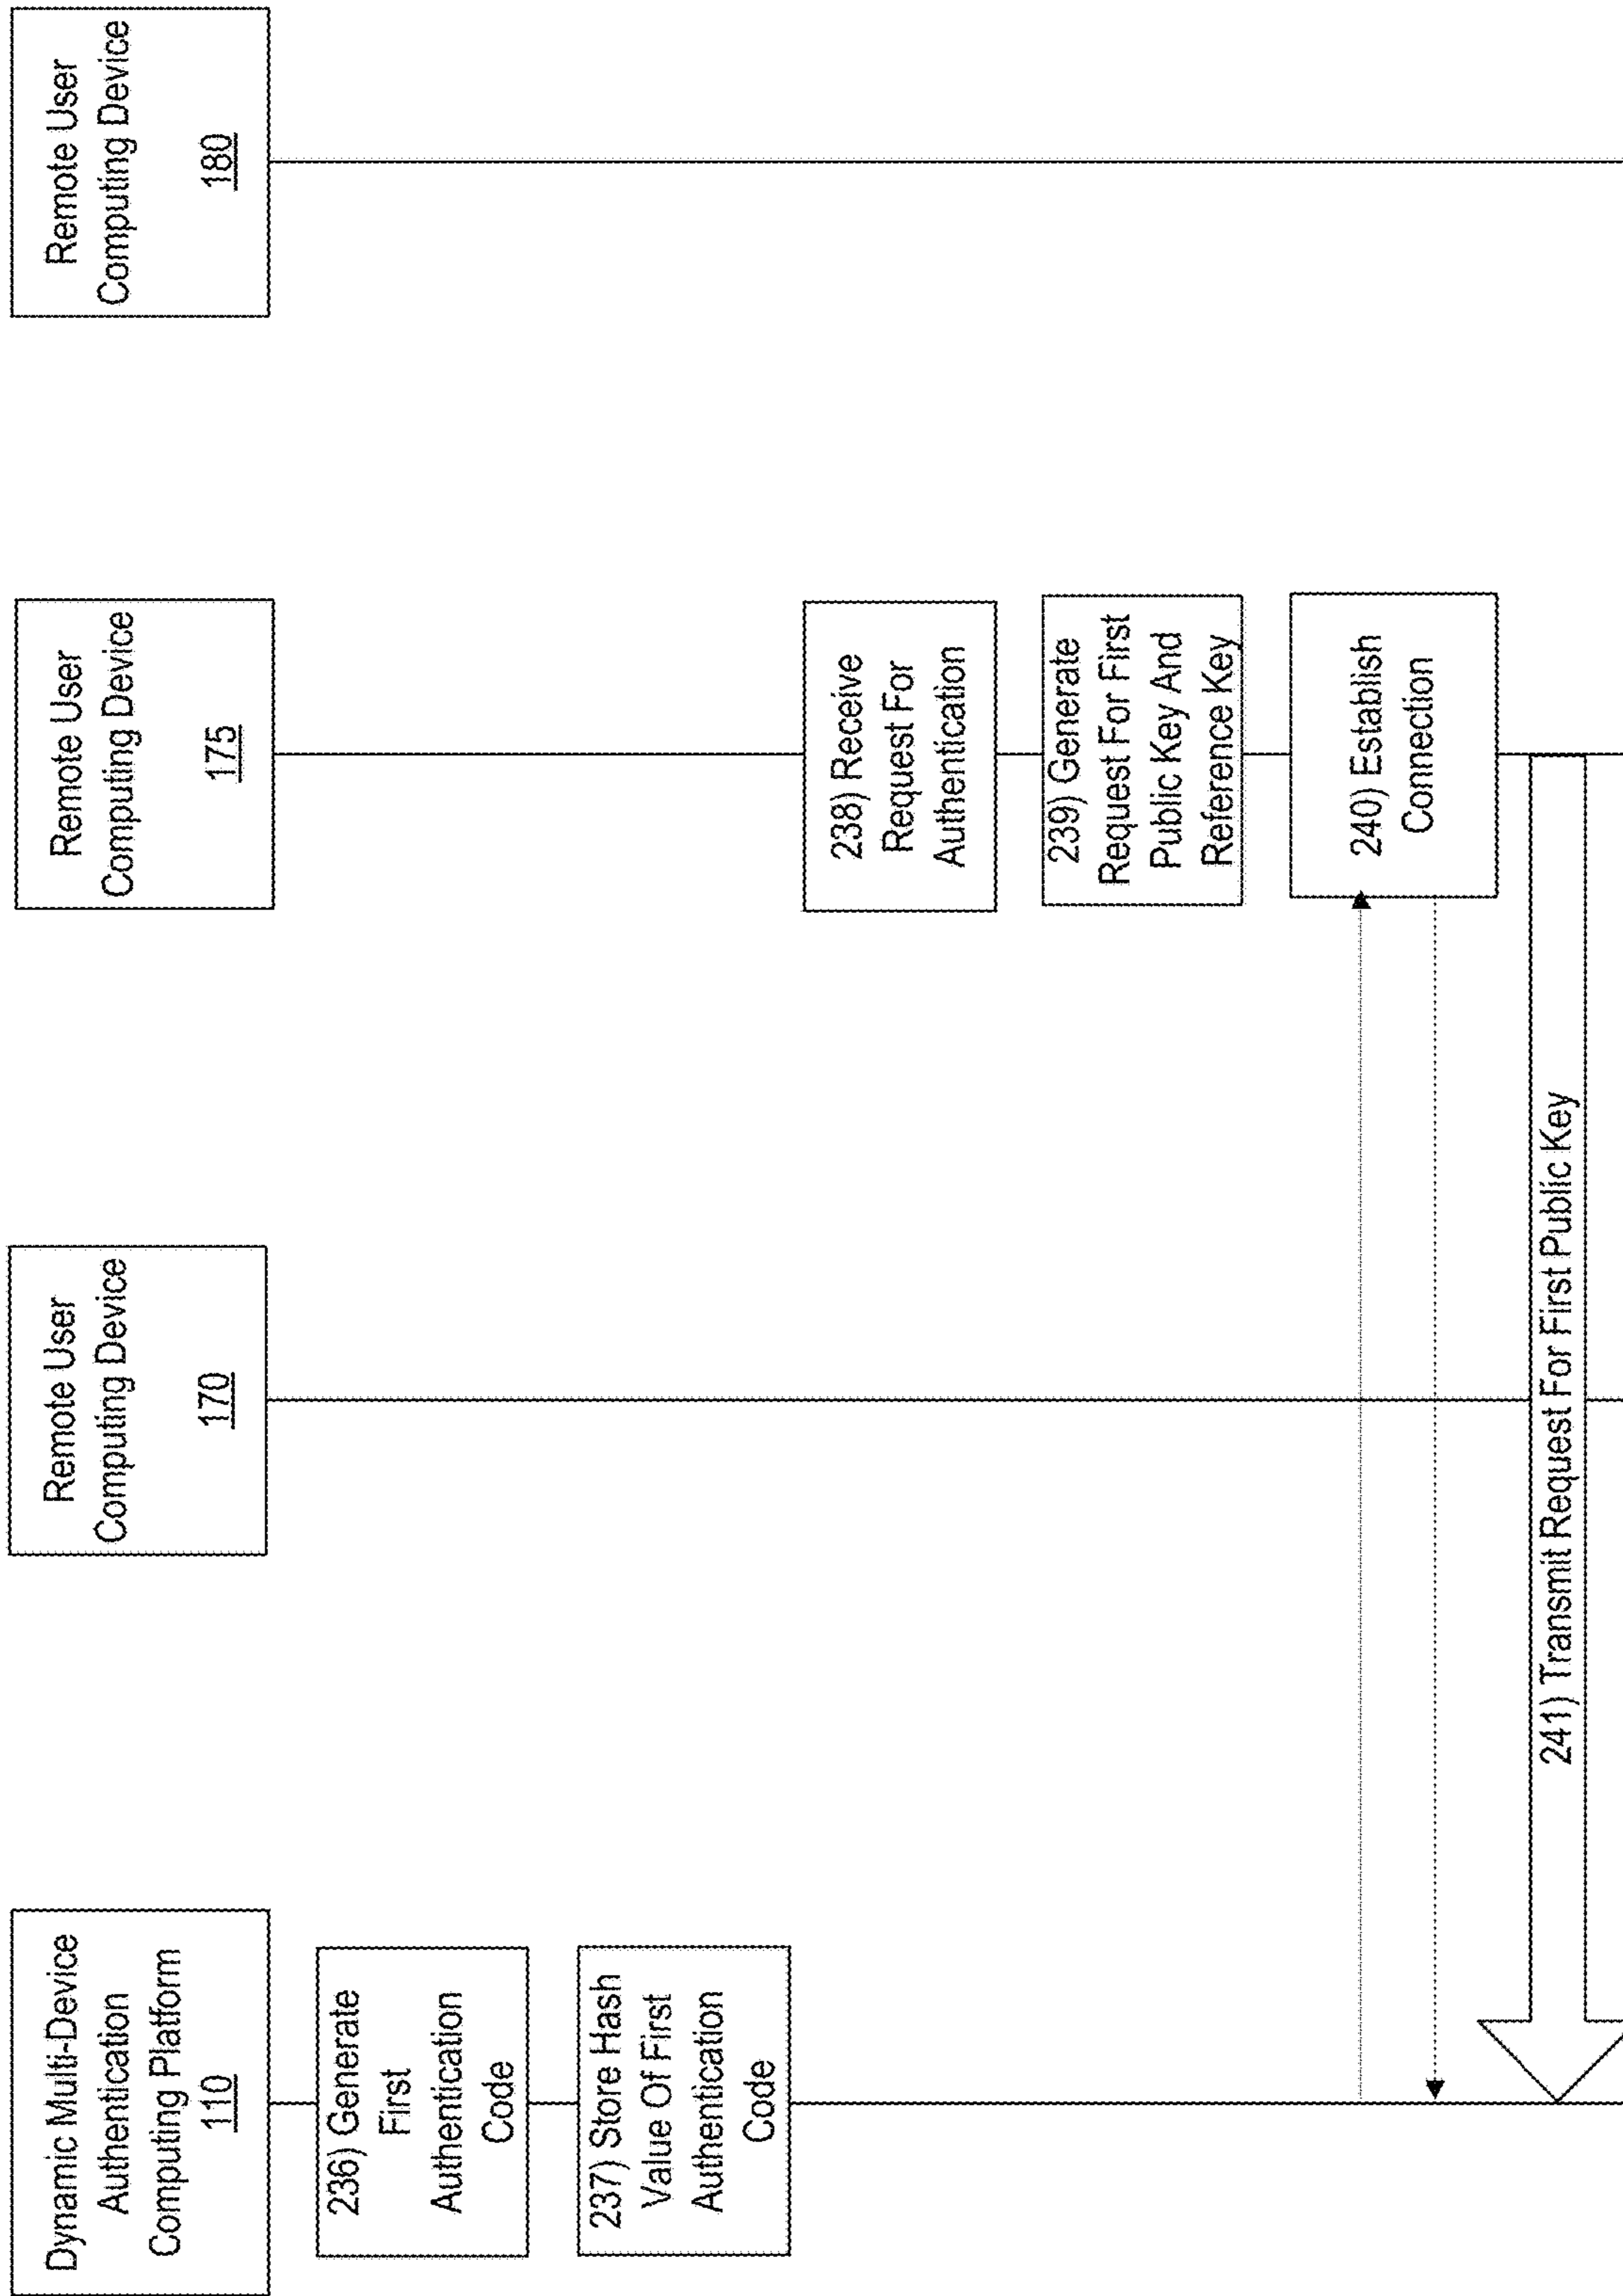 Dynamic Multi-Device
Authentication
Computing Platform
110
Remote User
Computing Device
170
Remote User
Computing Device
175
Remote User
Computing Device
180
236) Generate
First
Authentication
Code
237) Store Hash
Value Of First
Authentication
Code
238) Receive
Request For
Authentication
239) Generate
Request For First
Public Key And
Reference Key
240) Establish
Connection
241) Transmit Request For First Public Key